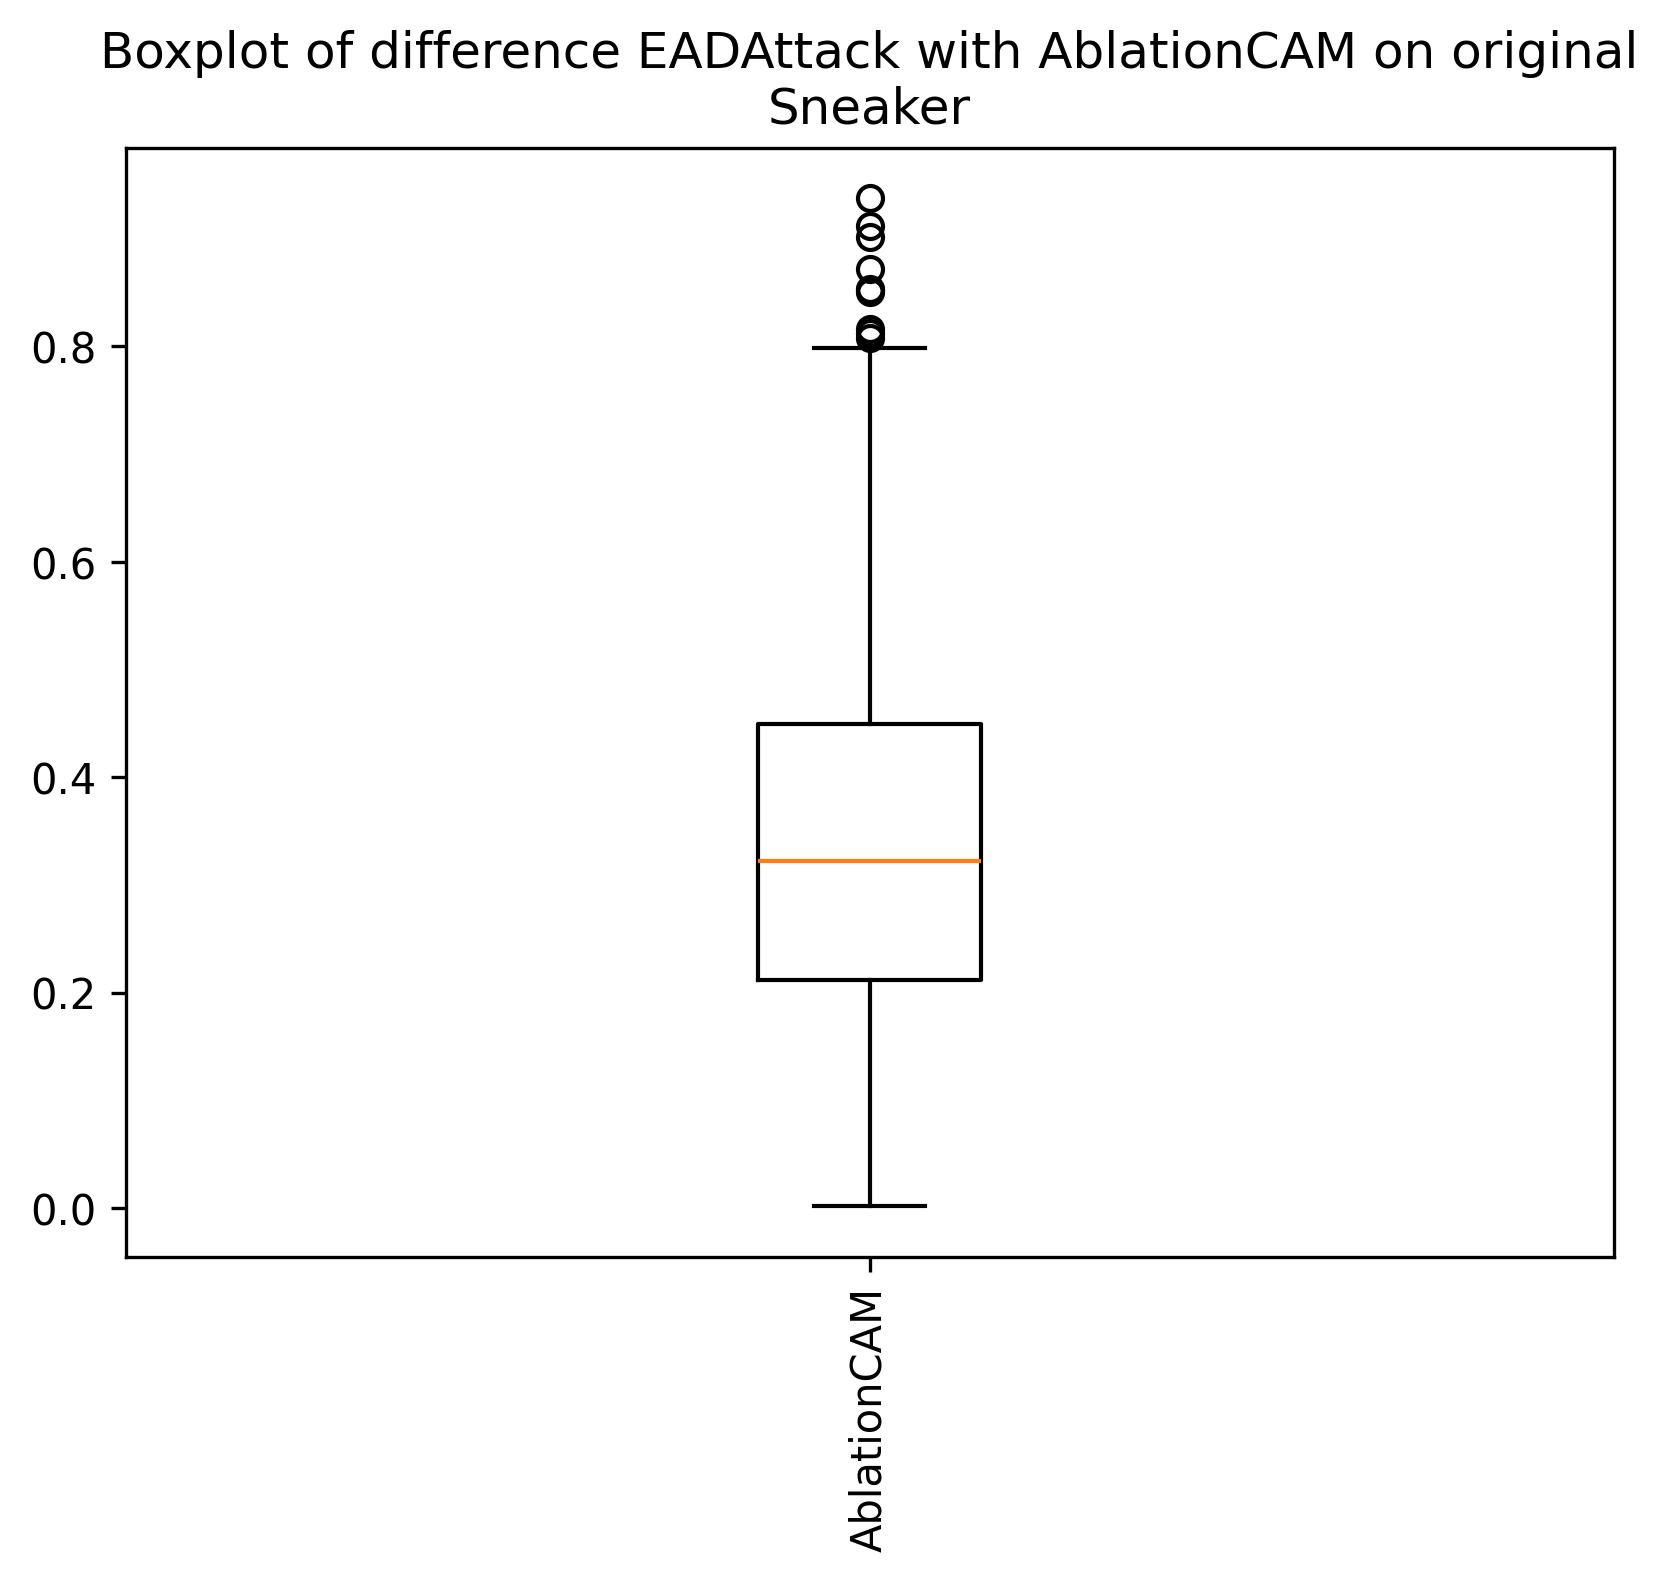 Boxplot of difference EADAttack with AblationCAM on original
Sneaker
0.8
0.6
0.4
0.2
0.0
AblationCAM